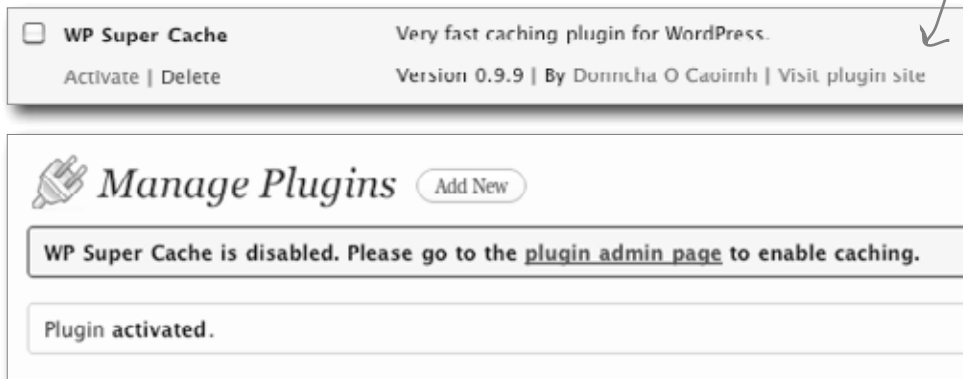 WP Super Cache Very fast caching plugin for WordPress.
Activate | Delete Version 0.9.9 | By Donncha O Caoimh | Visit plugin site
Manage Plugins Add New
WP Super Cache is disabled. Please go to the plugin admin page to enable caching.
Plugin activated.